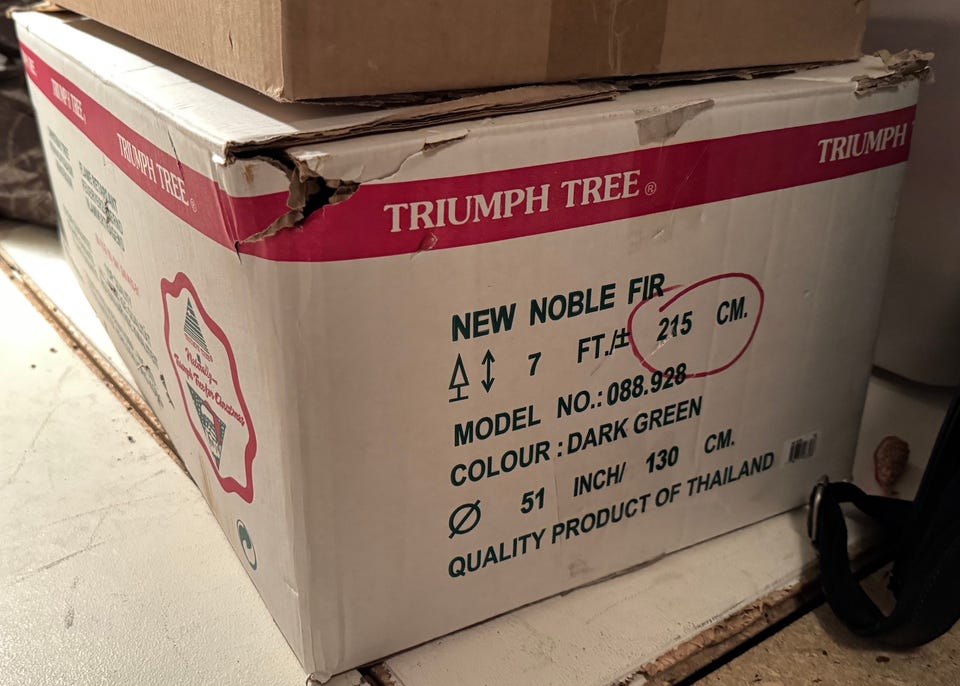 TRIUMPH TREE®
TRIUMPH TREE®
TRIUMPH TREE®
TRIUMPH
NEW NOBLE FIR
7 FT./± 215 CM.
MODEL NO.: 088.928
COLOUR : DARK GREEN
Ø 51 INCH/ 130 CM.
QUALITY PRODUCT OF THAILAND
Naturally...